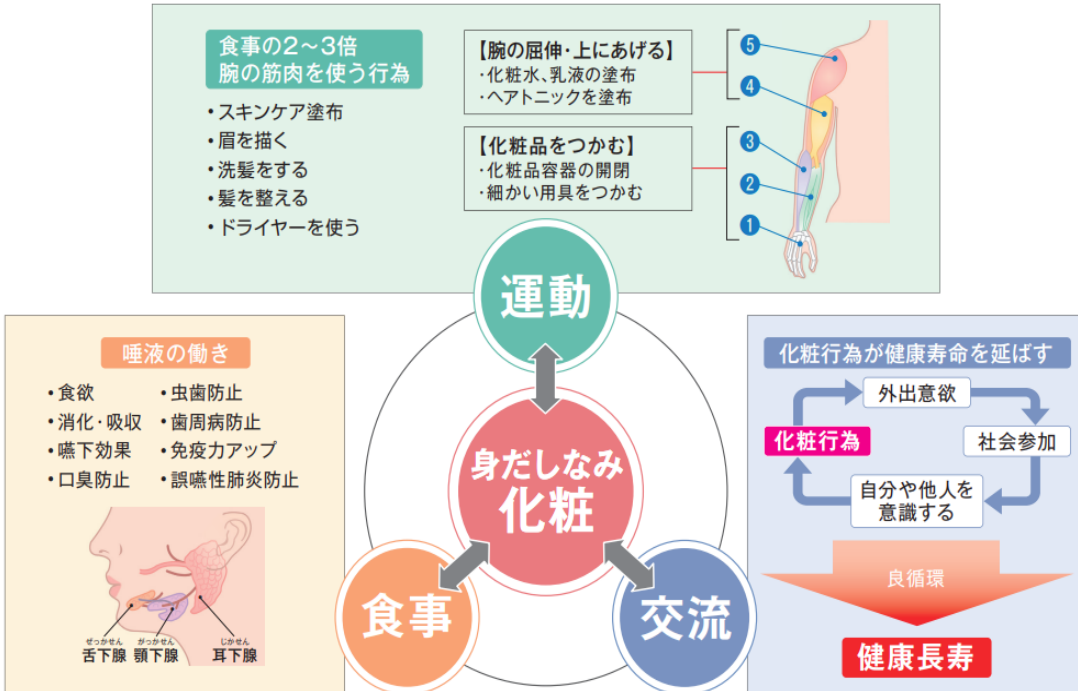 食事の2〜3倍
腕の筋肉を使う行為
・スキンケア塗布
・眉を描く
・洗髪をする
・髪を整える
・ドライヤーを使う
【腕の屈伸・上にあげる】
・化粧水、乳液の塗布
・ヘアトニックを塗布
【化粧品をつかむ】
・化粧品容器の開閉
・細かい用具をつかむ
5
4
3
2
1
運動
身だしなみ
化粧
食事
交流
唾液の働き
・食欲
・消化・吸収
・嚥下効果
・口臭防止
・虫歯防止
・歯周病防止
・免疫力アップ
・誤嚥性肺炎防止
ぜっかせん
舌下腺
がっかせん
顎下腺
じかせん
耳下腺
化粧行為が健康寿命を延ばす
外出意欲
化粧行為
社会参加
自分や他人を
意識する
良循環
健康長寿